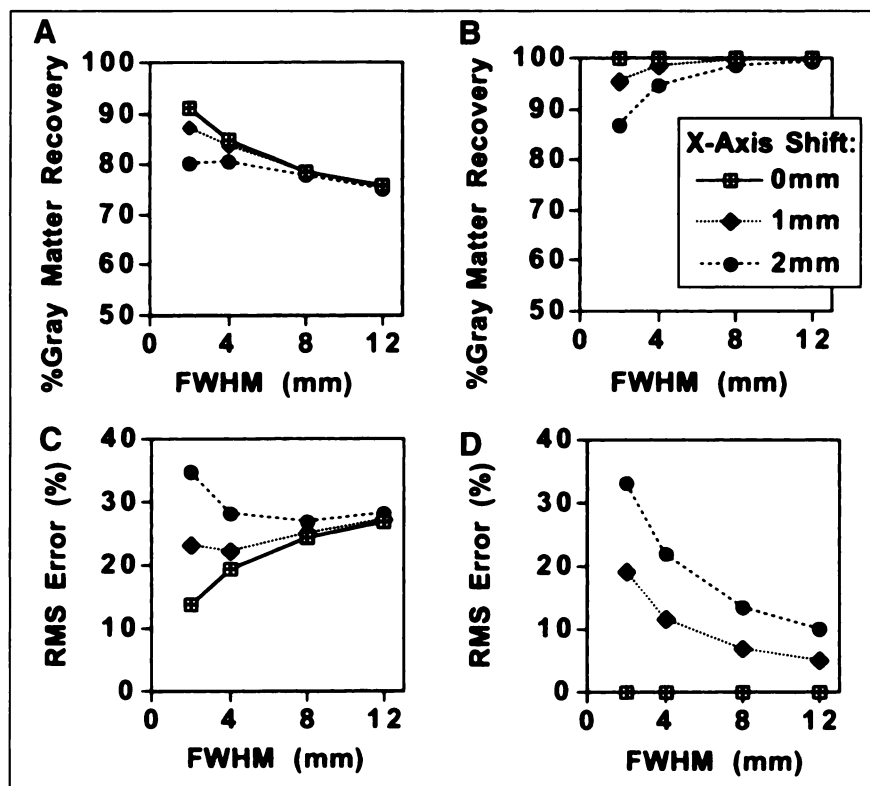 A
%Gray Matter Recovery
100
90
80
70
60
50
0
4
8
12
FWHM (mm)
B
%Gray Matter Recovery
100
90
80
70
60
50
0
4
8
12
FWHM (mm)
X-Axis Shift:
0mm
1mm
2mm
C
RMS Error (%)
40
30
20
10
0
0
4
8
12
FWHM (mm)
D
RMS Error (%)
40
30
20
10
0
0
4
8
12
FWHM (mm)